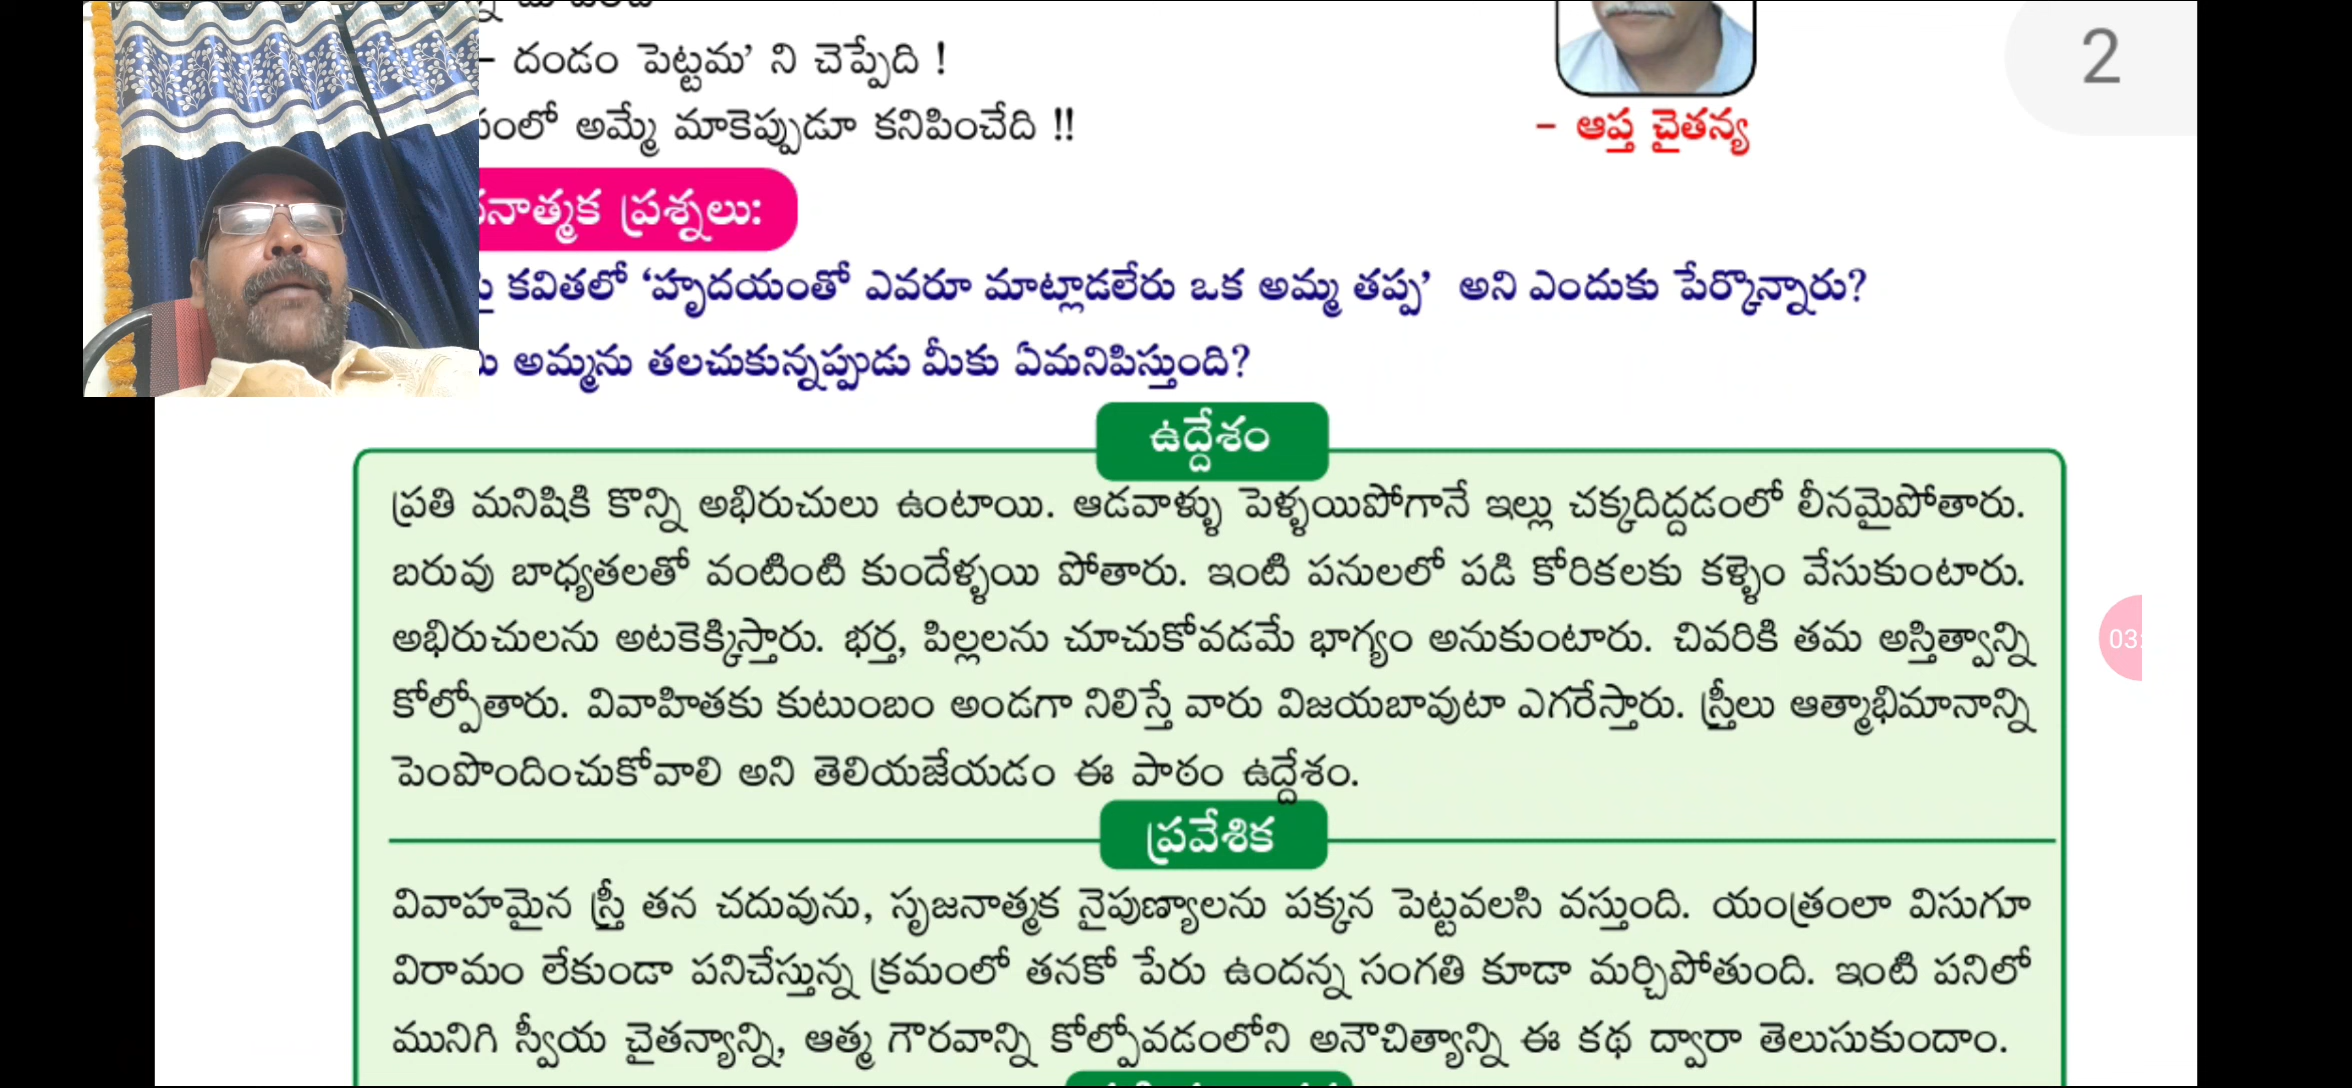 2
– దండం పెట్టమ’ ని చెప్పేది !
అమ్మే మాకెప్పుడూ కనిపించేది !!
– ఆప్త చైతన్య
ప్రశ్నలు:
కవితలో ‘హృదయంతో ఎవరూ మాట్లాడలేరు ఒక అమ్మ తప్ప’ అని ఎందుకు పేర్కొన్నారు?
అమ్మను తలచుకున్నప్పుడు మీకు ఏమనిపిస్తుంది?
ఉద్దేశం
ప్రతి మనిషికి కొన్ని అభిరుచులు ఉంటాయి. ఆడవాళ్ళు పెళ్ళయిపోగానే ఇల్లు చక్కదిద్దడంలో లీనమైపోతారు.
బరువు బాధ్యతలతో వంటింటి కుందేళ్ళయి పోతారు. ఇంటి పనులలో పడి కోరికలకు కళ్ళెం వేసుకుంటారు.
అభిరుచులను అటకెక్కిస్తారు. భర్త, పిల్లలను చూచుకోవడమే భాగ్యం అనుకుంటారు. చివరికి తమ అస్తిత్వాన్ని
కోల్పోతారు. వివాహితకు కుటుంబం అండగా నిలిస్తే వారు విజయబావుటా ఎగరేస్తారు. స్త్రీలు ఆత్మాభిమానాన్ని
పెంపొందించుకోవాలి అని తెలియజేయడం ఈ పాఠం ఉద్దేశం.
ప్రవేశిక
వివాహమైన స్త్రీ తన చదువును, సృజనాత్మక నైపుణ్యాలను పక్కన పెట్టవలసి వస్తుంది. యంత్రంలా విసుగూ
విరామం లేకుండా పనిచేస్తున్న క్రమంలో తనకో పేరు ఉందన్న సంగతి కూడా మర్చిపోతుంది. ఇంటి పనిలో
మునిగి స్వీయ చైతన్యాన్ని, ఆత్మ గౌరవాన్ని కోల్పోవడంలోని అనౌచిత్యాన్ని ఈ కథ ద్వారా తెలుసుకుందాం.